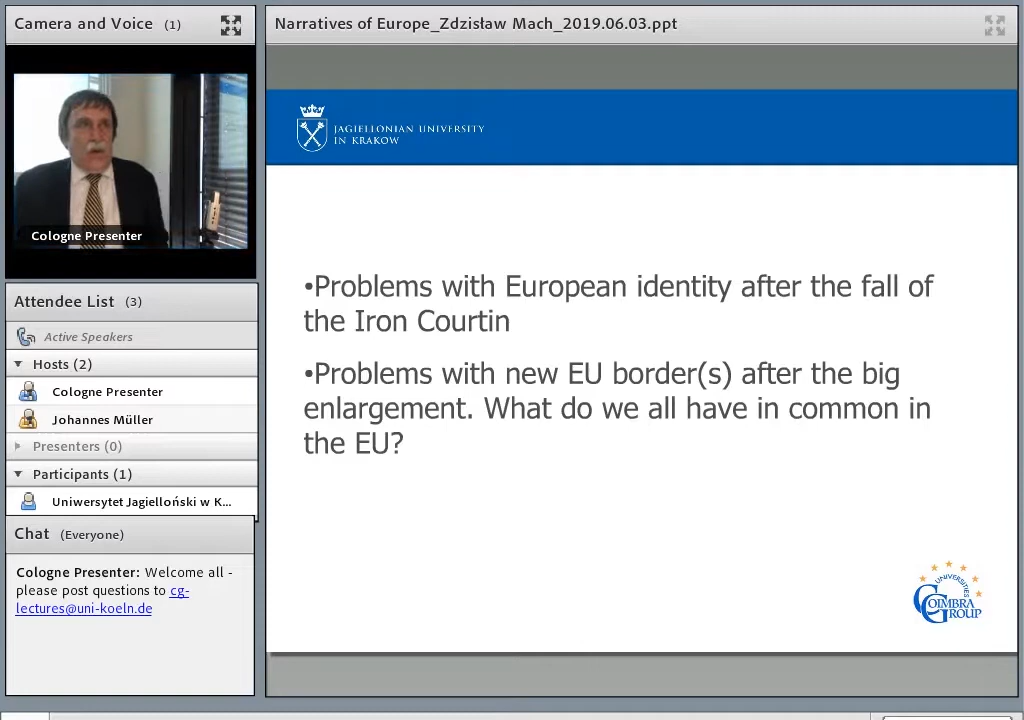 Camera and Voice (1)
Cologne Presenter
Attendee List (3)
Active Speakers
Hosts (2)
Cologne Presenter
Johannes Müller
Presenters (0)
Participants (1)
Uniwersytet Jagielloński w K...
Chat (Everyone)
Cologne Presenter: Welcome all -
please post questions to cg-
lectures@uni-koeln.de
Narratives of Europe_Zdzisław Mach_2019.06.03.ppt
JAGIELLONIAN UNIVERSITY
IN KRAKOW
•Problems with European identity after the fall of
the Iron Courtin
•Problems with new EU border(s) after the big
enlargement. What do we all have in common in
the EU?
UNIVERSITIES
COIMBRA
GROUP